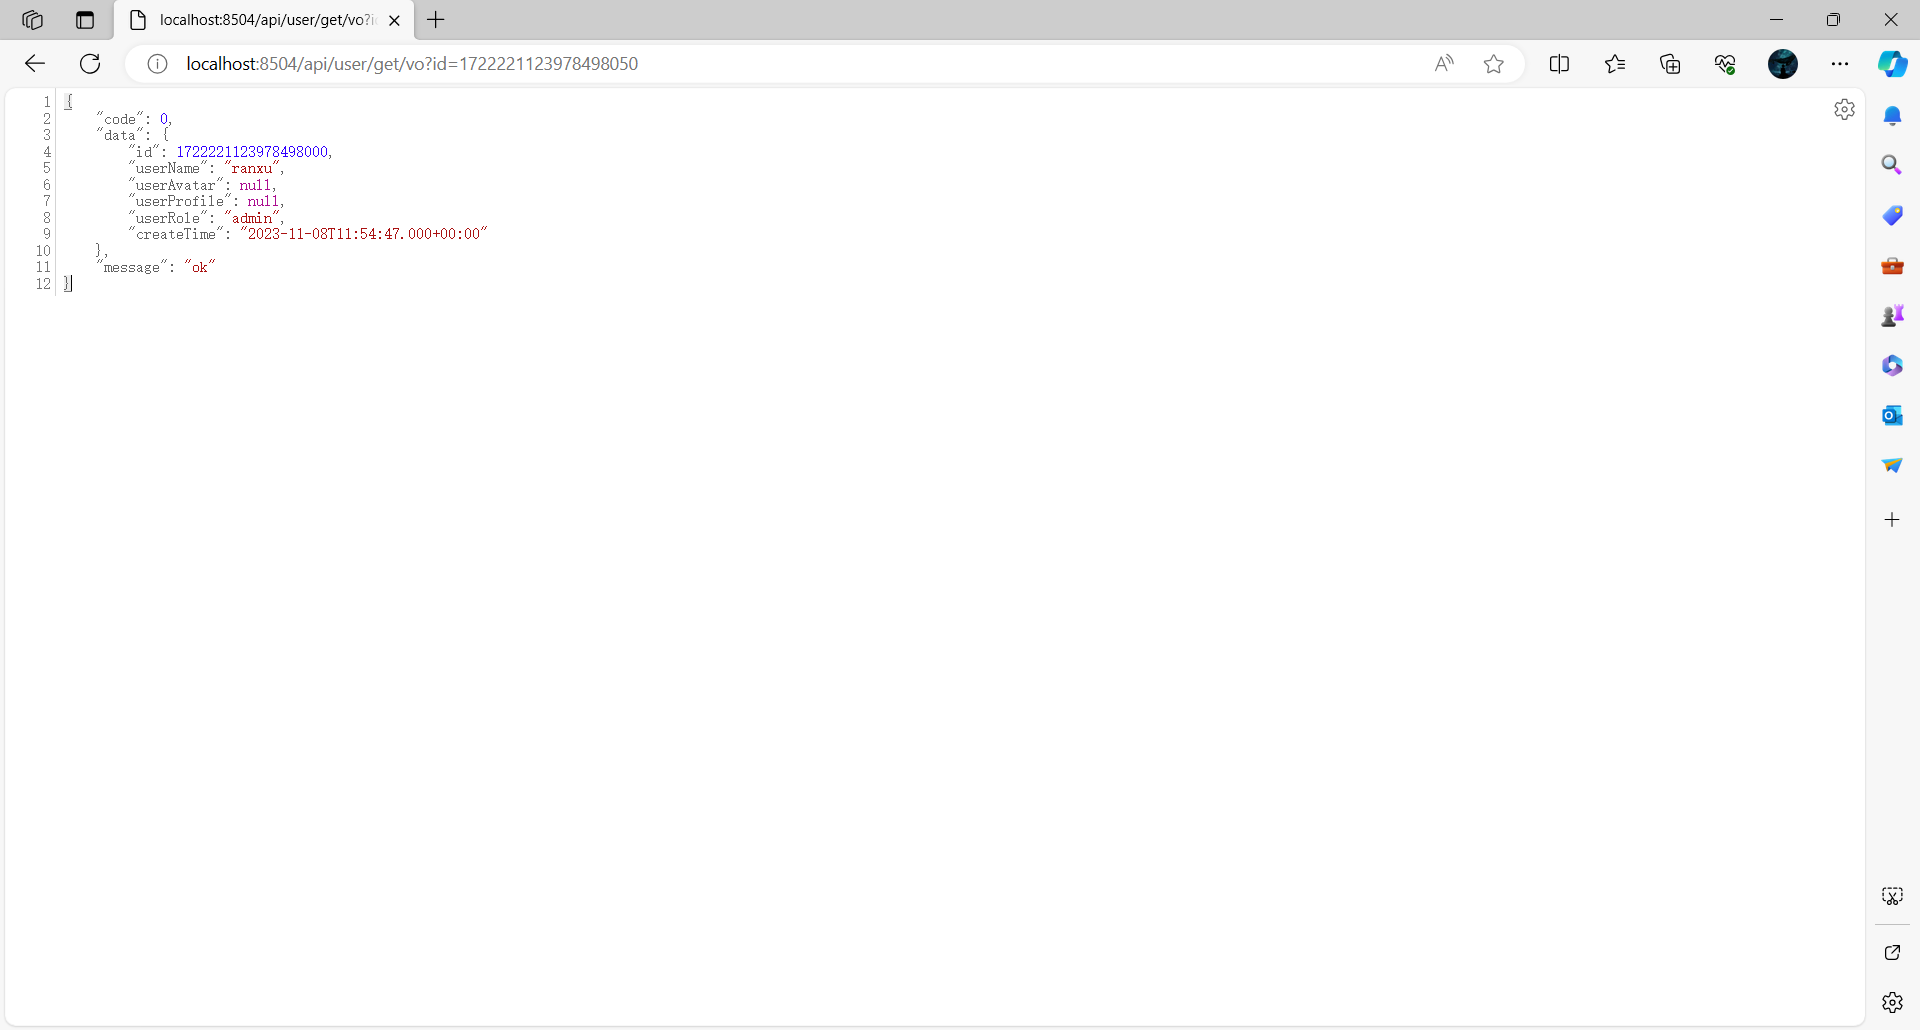 localhost:8504/api/user/get/vo?i
localhost:8504/api/user/get/vo?id=1722221123978498050
1 {
2 "code": 0,
3 "data": {
4 "id": 1722221123978498000,
5 "userName": "ranxu",
6 "userAvatar": null,
7 "userProfile": null,
8 "userRole": "admin",
9 "createTime": "2023-11-08T11:54:47.000+00:00"
10 },
11 "message": "ok"
12 }